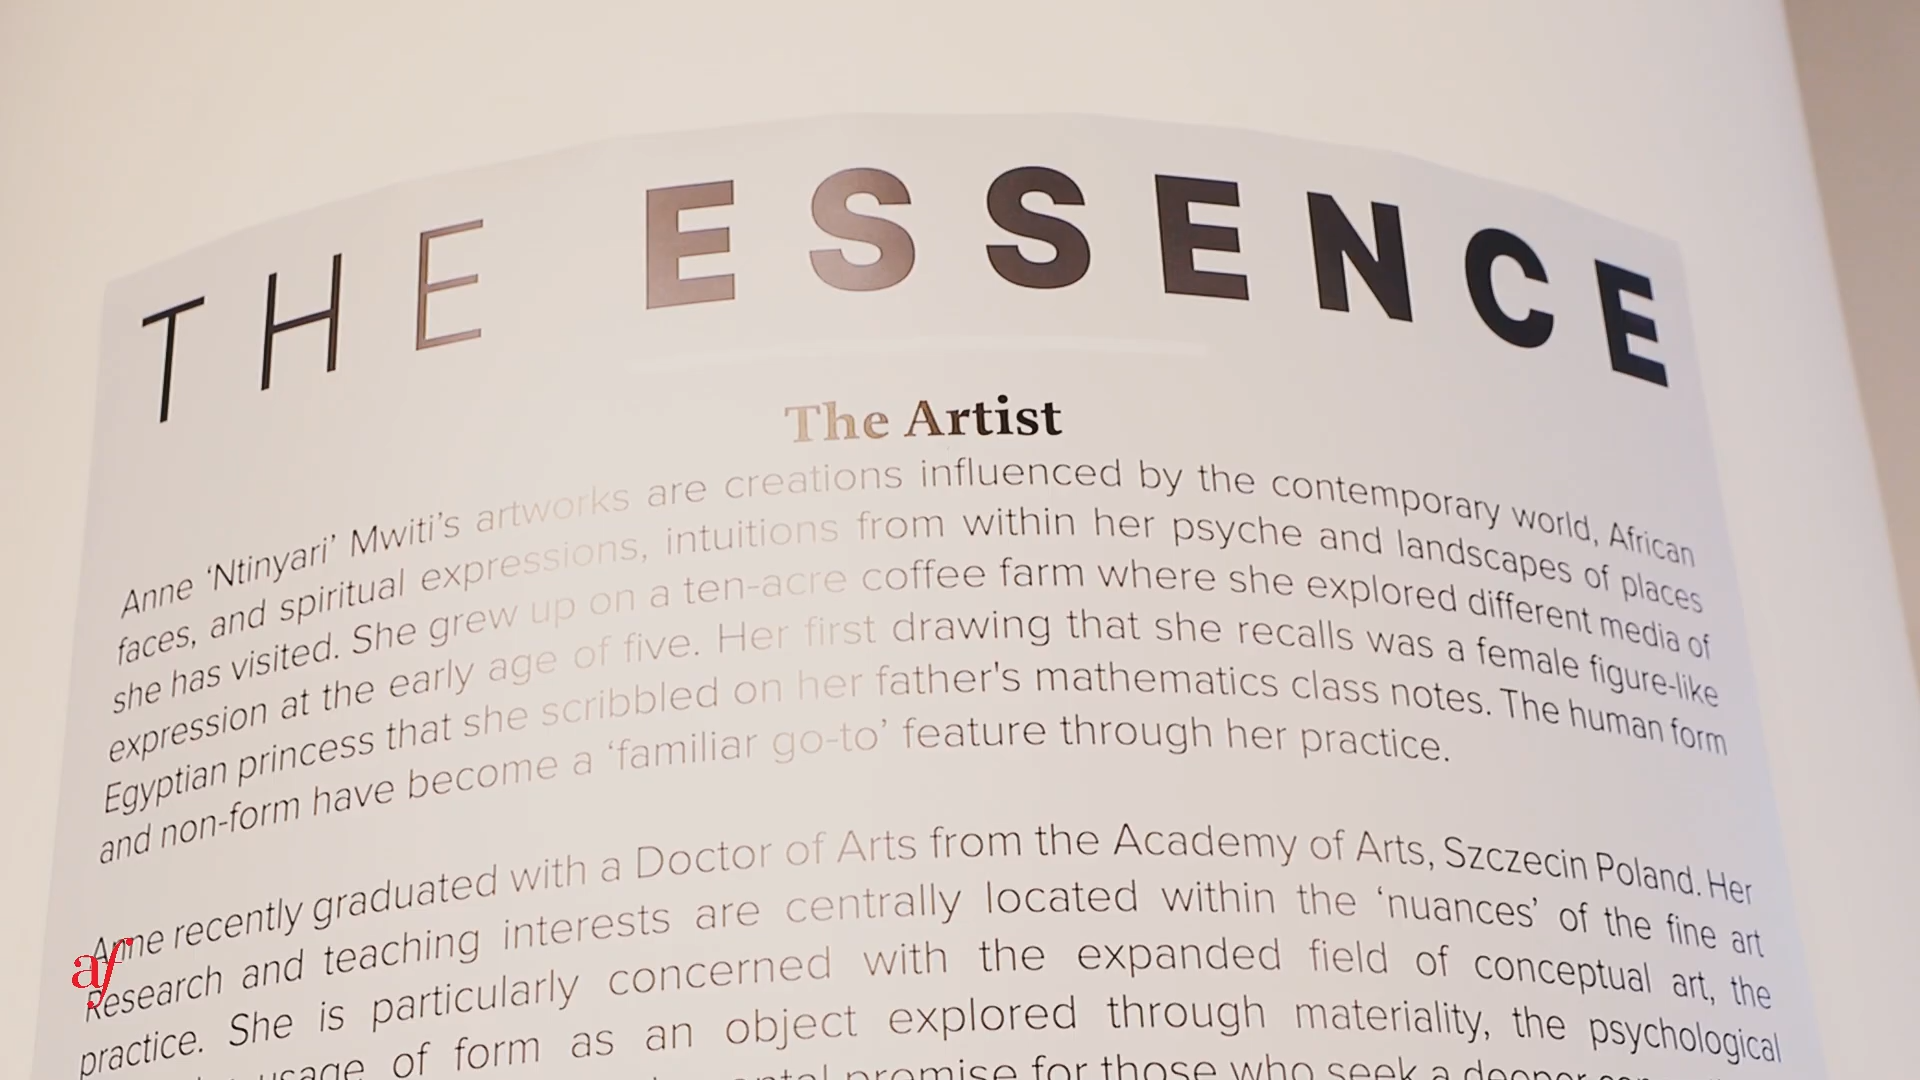 THE ESSENCE
The Artist
Anne ‘Ntinyari’ Mwiti’s artworks are creations influenced by the contemporary world, African
faces, and spiritual expressions, intuitions from within her psyche and landscapes of places
she has visited. She grew up on a ten-acre coffee farm where she explored different media of
expression at the early age of five. Her first drawing that she recalls was a female figure-like
Egyptian princess that she scribbled on her father's mathematics class notes. The human form
and non-form have become a ‘familiar go-to’ feature through her practice.
Anne recently graduated with a Doctor of Arts from the Academy of Arts, Szczecin Poland. Her
Research and teaching interests are centrally located within the ‘nuances’ of the fine art
practice. She is particularly concerned with the expanded field of conceptual art, the
usage of form as an object explored through materiality, the psychological
promise for those who seek a deeper
af